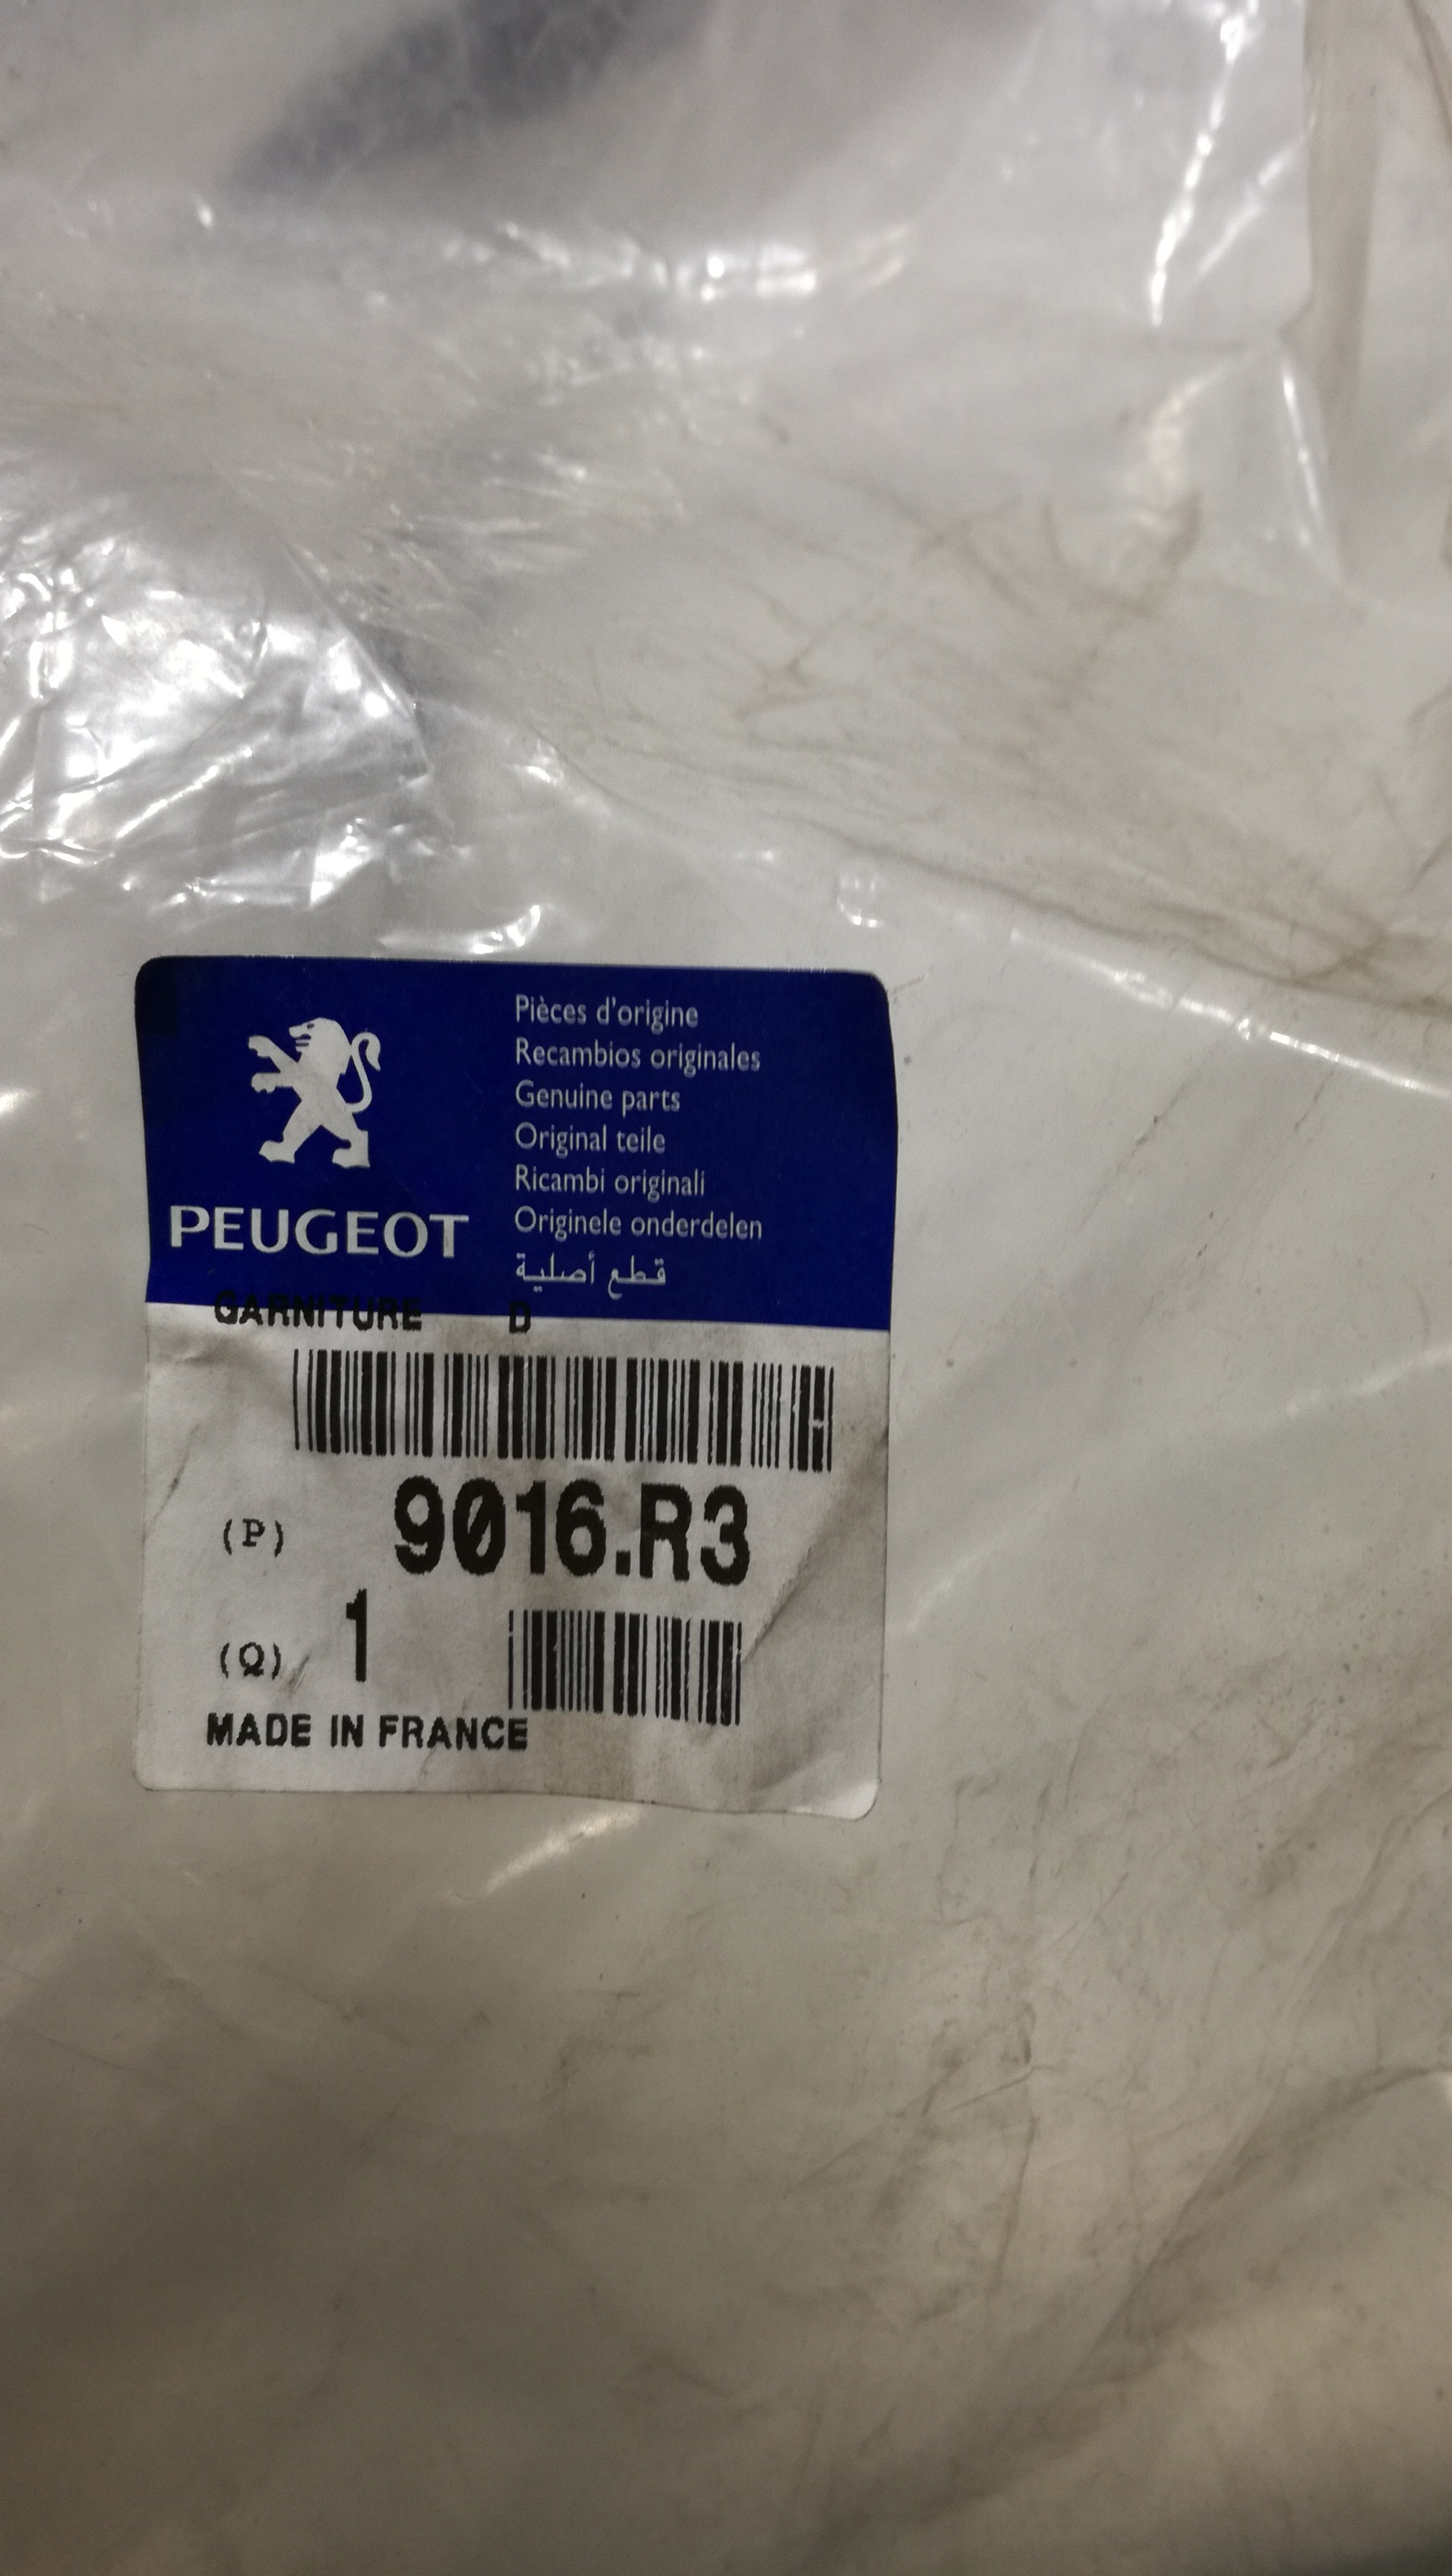 PEUGEOT
Pièces d'origine
Recambios originales
Genuine parts
Original teile
Ricambi originali
Originele onderdelen
قطع أصلية
GARNITURE D
(P) 9016.R3
(Q) 1
MADE IN FRANCE